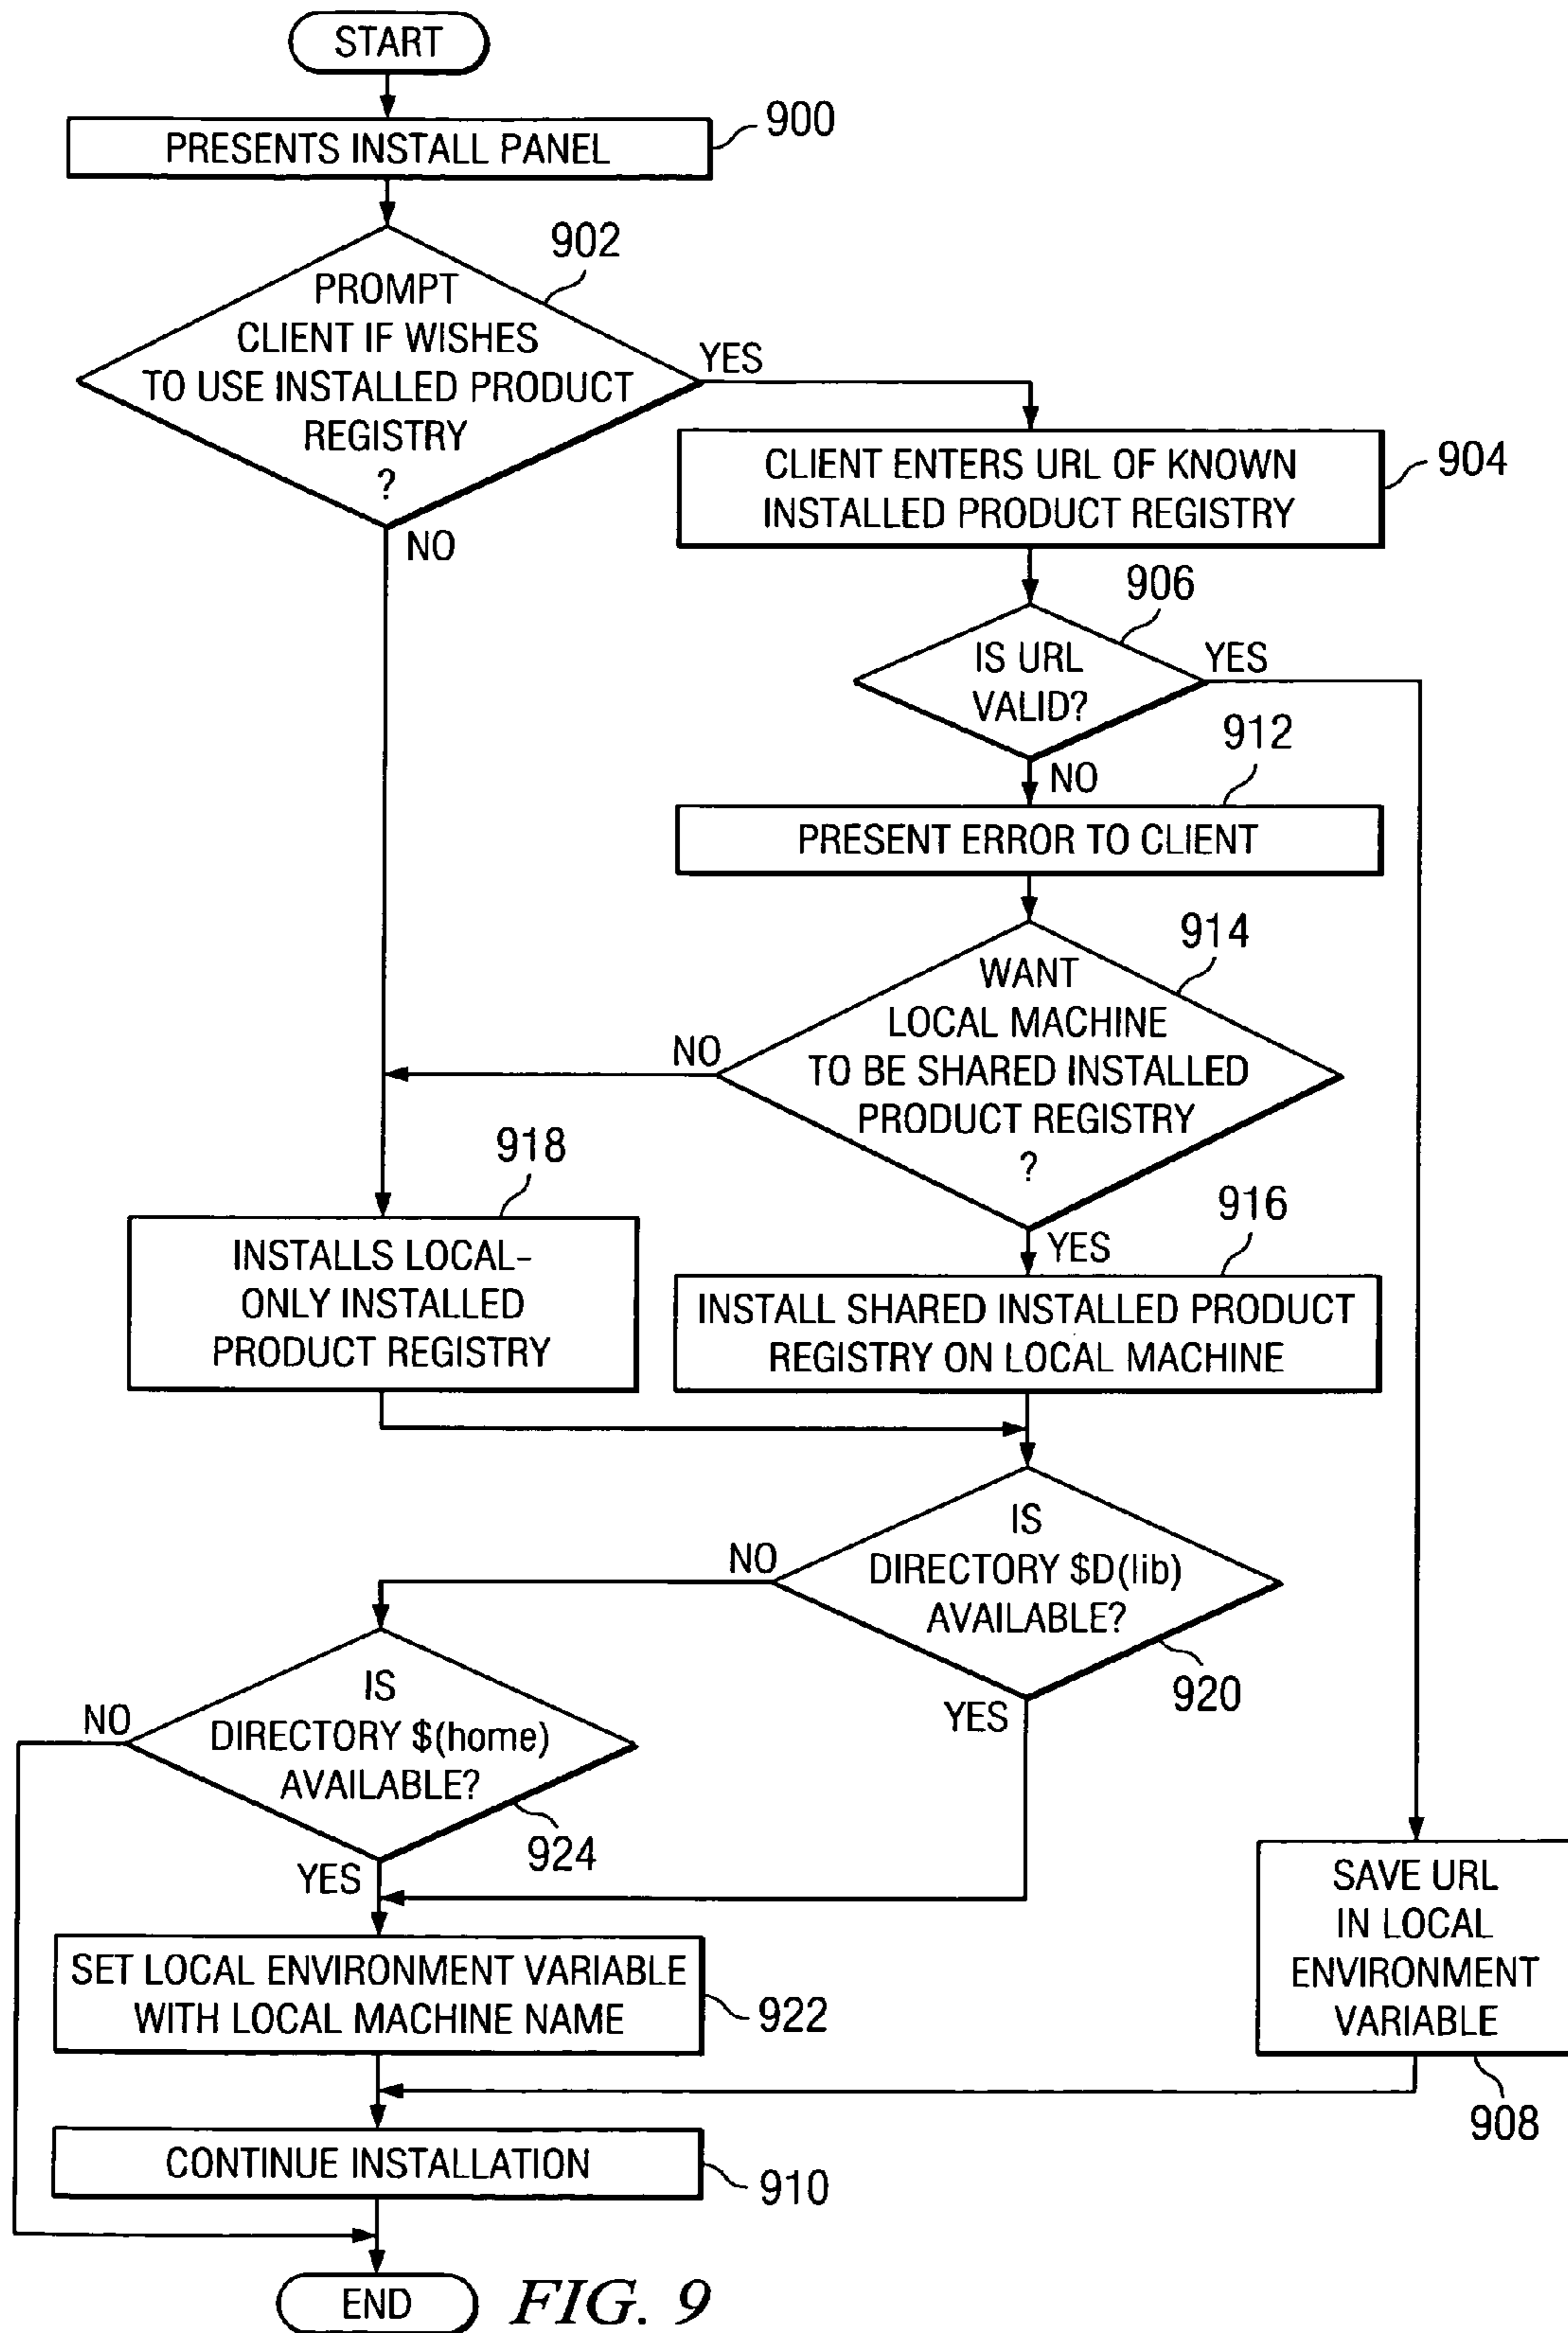 START
PRESENTS INSTALL PANEL
900
902
PROMPT
CLIENT IF WISHES
TO USE INSTALLED PRODUCT
REGISTRY
?
YES
NO
CLIENT ENTERS URL OF KNOWN
INSTALLED PRODUCT REGISTRY
904
906
IS URL
VALID?
YES
NO
912
PRESENT ERROR TO CLIENT
914
WANT
LOCAL MACHINE
TO BE SHARED INSTALLED
PRODUCT REGISTRY
?
NO
YES
918
INSTALLS LOCAL-
ONLY INSTALLED
PRODUCT REGISTRY
916
INSTALL SHARED INSTALLED PRODUCT
REGISTRY ON LOCAL MACHINE
IS
DIRECTORY $D(lib)
AVAILABLE?
NO
920
YES
IS
DIRECTORY $(home)
AVAILABLE?
NO
924
YES
SET LOCAL ENVIRONMENT VARIABLE
WITH LOCAL MACHINE NAME
922
SAVE URL
IN LOCAL
ENVIRONMENT
VARIABLE
908
CONTINUE INSTALLATION
910
END
FIG. 9